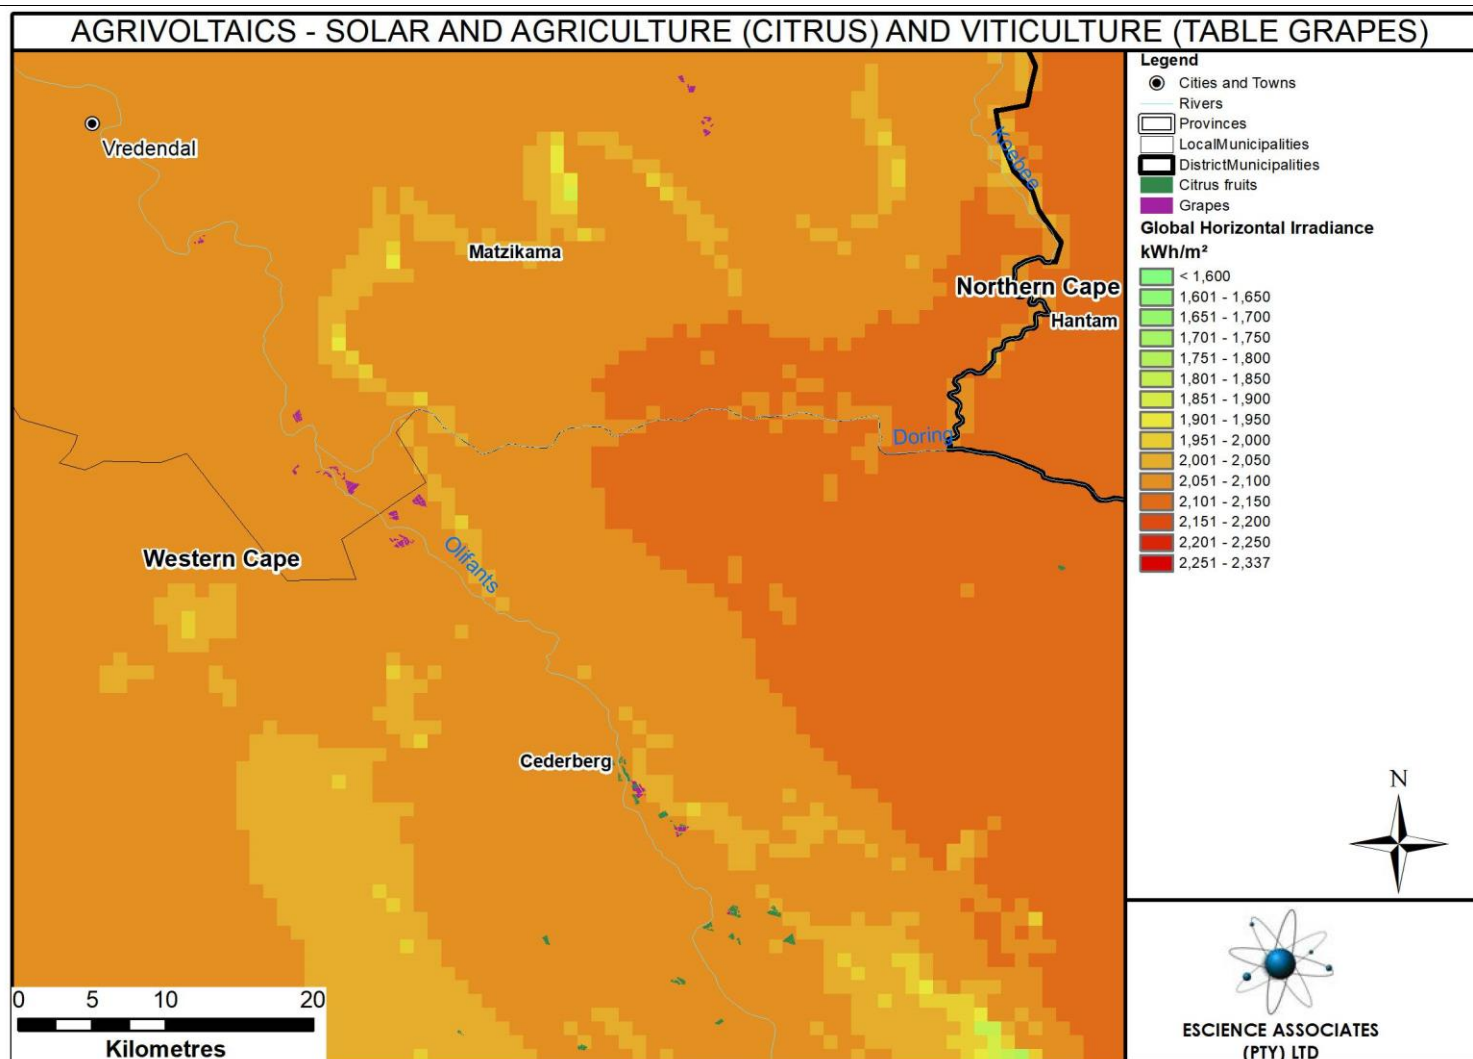 AGRIVOLTAICS - SOLAR AND AGRICULTURE (CITRUS) AND VITICULTURE (TABLE GRAPES)
Vredendal
Matzikama
Koebee
Northern Cape
Hantam
Doring
Western Cape
Olifants
Cederberg
0 5 10 20
Kilometres
Legend
Cities and Towns
Rivers
Provinces
LocalMunicipalities
DistrictMunicipalities
Citrus fruits
Grapes
Global Horizontal Irradiance
kWh/m²
< 1,600
1,601 - 1,650
1,651 - 1,700
1,701 - 1,750
1,751 - 1,800
1,801 - 1,850
1,851 - 1,900
1,901 - 1,950
1,951 - 2,000
2,001 - 2,050
2,051 - 2,100
2,101 - 2,150
2,151 - 2,200
2,201 - 2,250
2,251 - 2,337
N
ESCIENCE ASSOCIATES
(PTY) LTD